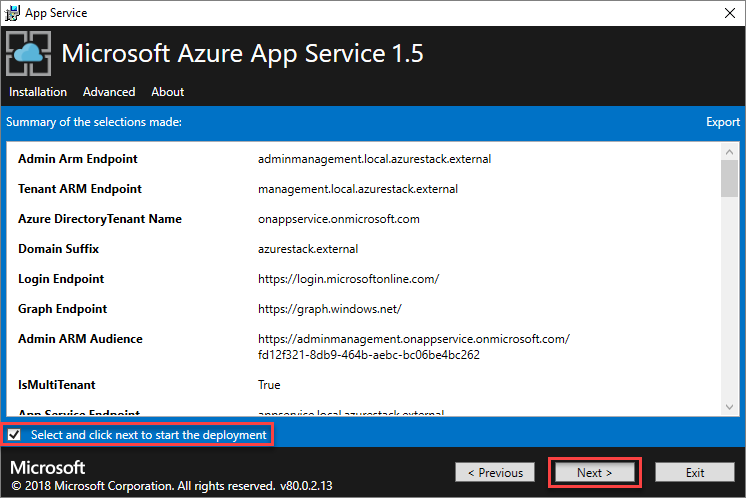 App Service
Microsoft Azure App Service 1.5
Installation Advanced About
Summary of the selections made: Export
Admin Arm Endpoint adminmanagement.local.azurestack.external
Tenant ARM Endpoint management.local.azurestack.external
Azure DirectoryTenant Name onappservice.onmicrosoft.com
Domain Suffix azurestack.external
Login Endpoint https://login.microsoftonline.com/
Graph Endpoint https://graph.windows.net/
Admin ARM Audience https://adminmanagement.onappservice.onmicrosoft.com/
fd12f321-8db9-464b-aebc-bc06be4bc262
IsMultiTenant True
App Service Endpoint appservice.local.azurestack.external
Select and click next to start the deployment
Microsoft
© 2018 Microsoft Corporation. All rights reserved. v80.0.2.13
< Previous Next > Exit